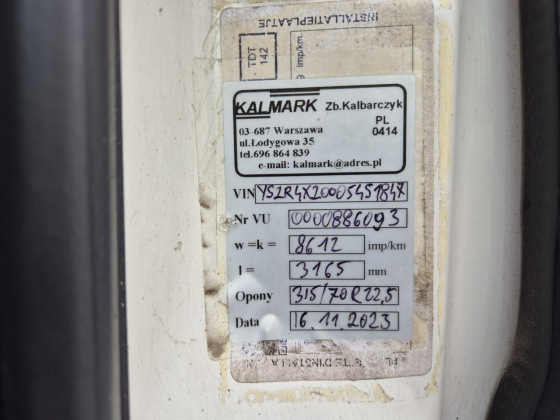 INSTALLATIEPLAATJE
TDT
142
imp/km.
KALMARK Zb.Kalbarczyk
PL
0414
03-687 Warszawa
ul.Łodygowa 35
tel.696 864 839
e-mail: kalmark@adres.pl
VIN YS2R4X20005451847
Nr VU 0000886093
w =k = 8612 imp/km
l = 3165 mm
Opony 315/70R22,5
Data 16.11.2023